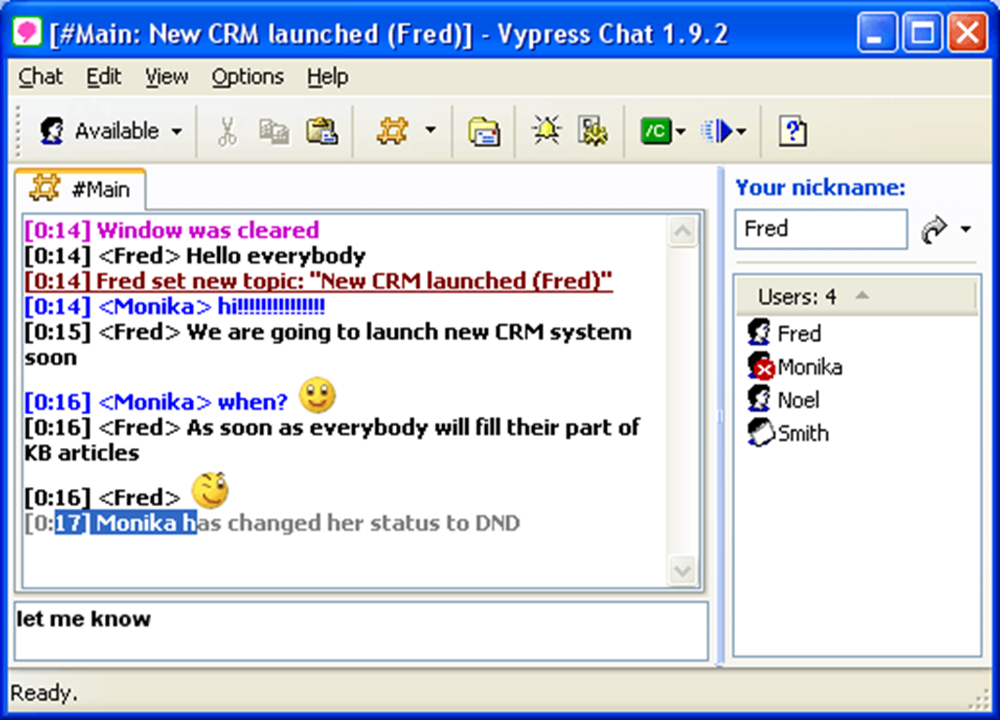 [#Main: New CRM launched (Fred)] - Vypress Chat 1.9.2
Chat Edit View Options Help
Available /C ?
#Main
[0:14] Window was cleared
[0:14] <Fred> Hello everybody
[0:14] Fred set new topic: "New CRM launched (Fred)"
[0:14] <Monika> hi!!!!!!!!!!!!!!!
[0:15] <Fred> We are going to launch new CRM system
soon
[0:16] <Monika> when?
[0:16] <Fred> As soon as everybody will fill their part of
KB articles
[0:16] <Fred>
[0:17] Monika has changed her status to DND
let me know
Your nickname:
Fred
Users: 4
Fred
Monika
Noel
Smith
Ready.